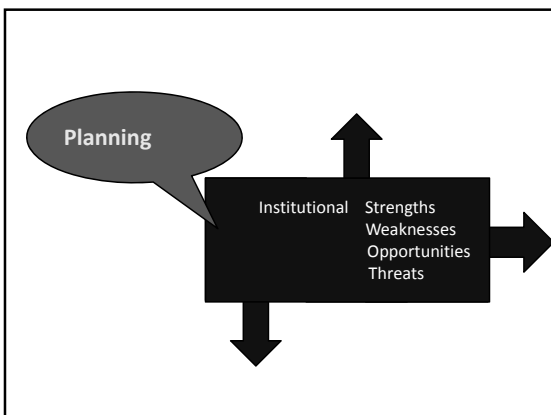 Planning
Institutional Strengths
Weaknesses
Opportunities
Threats